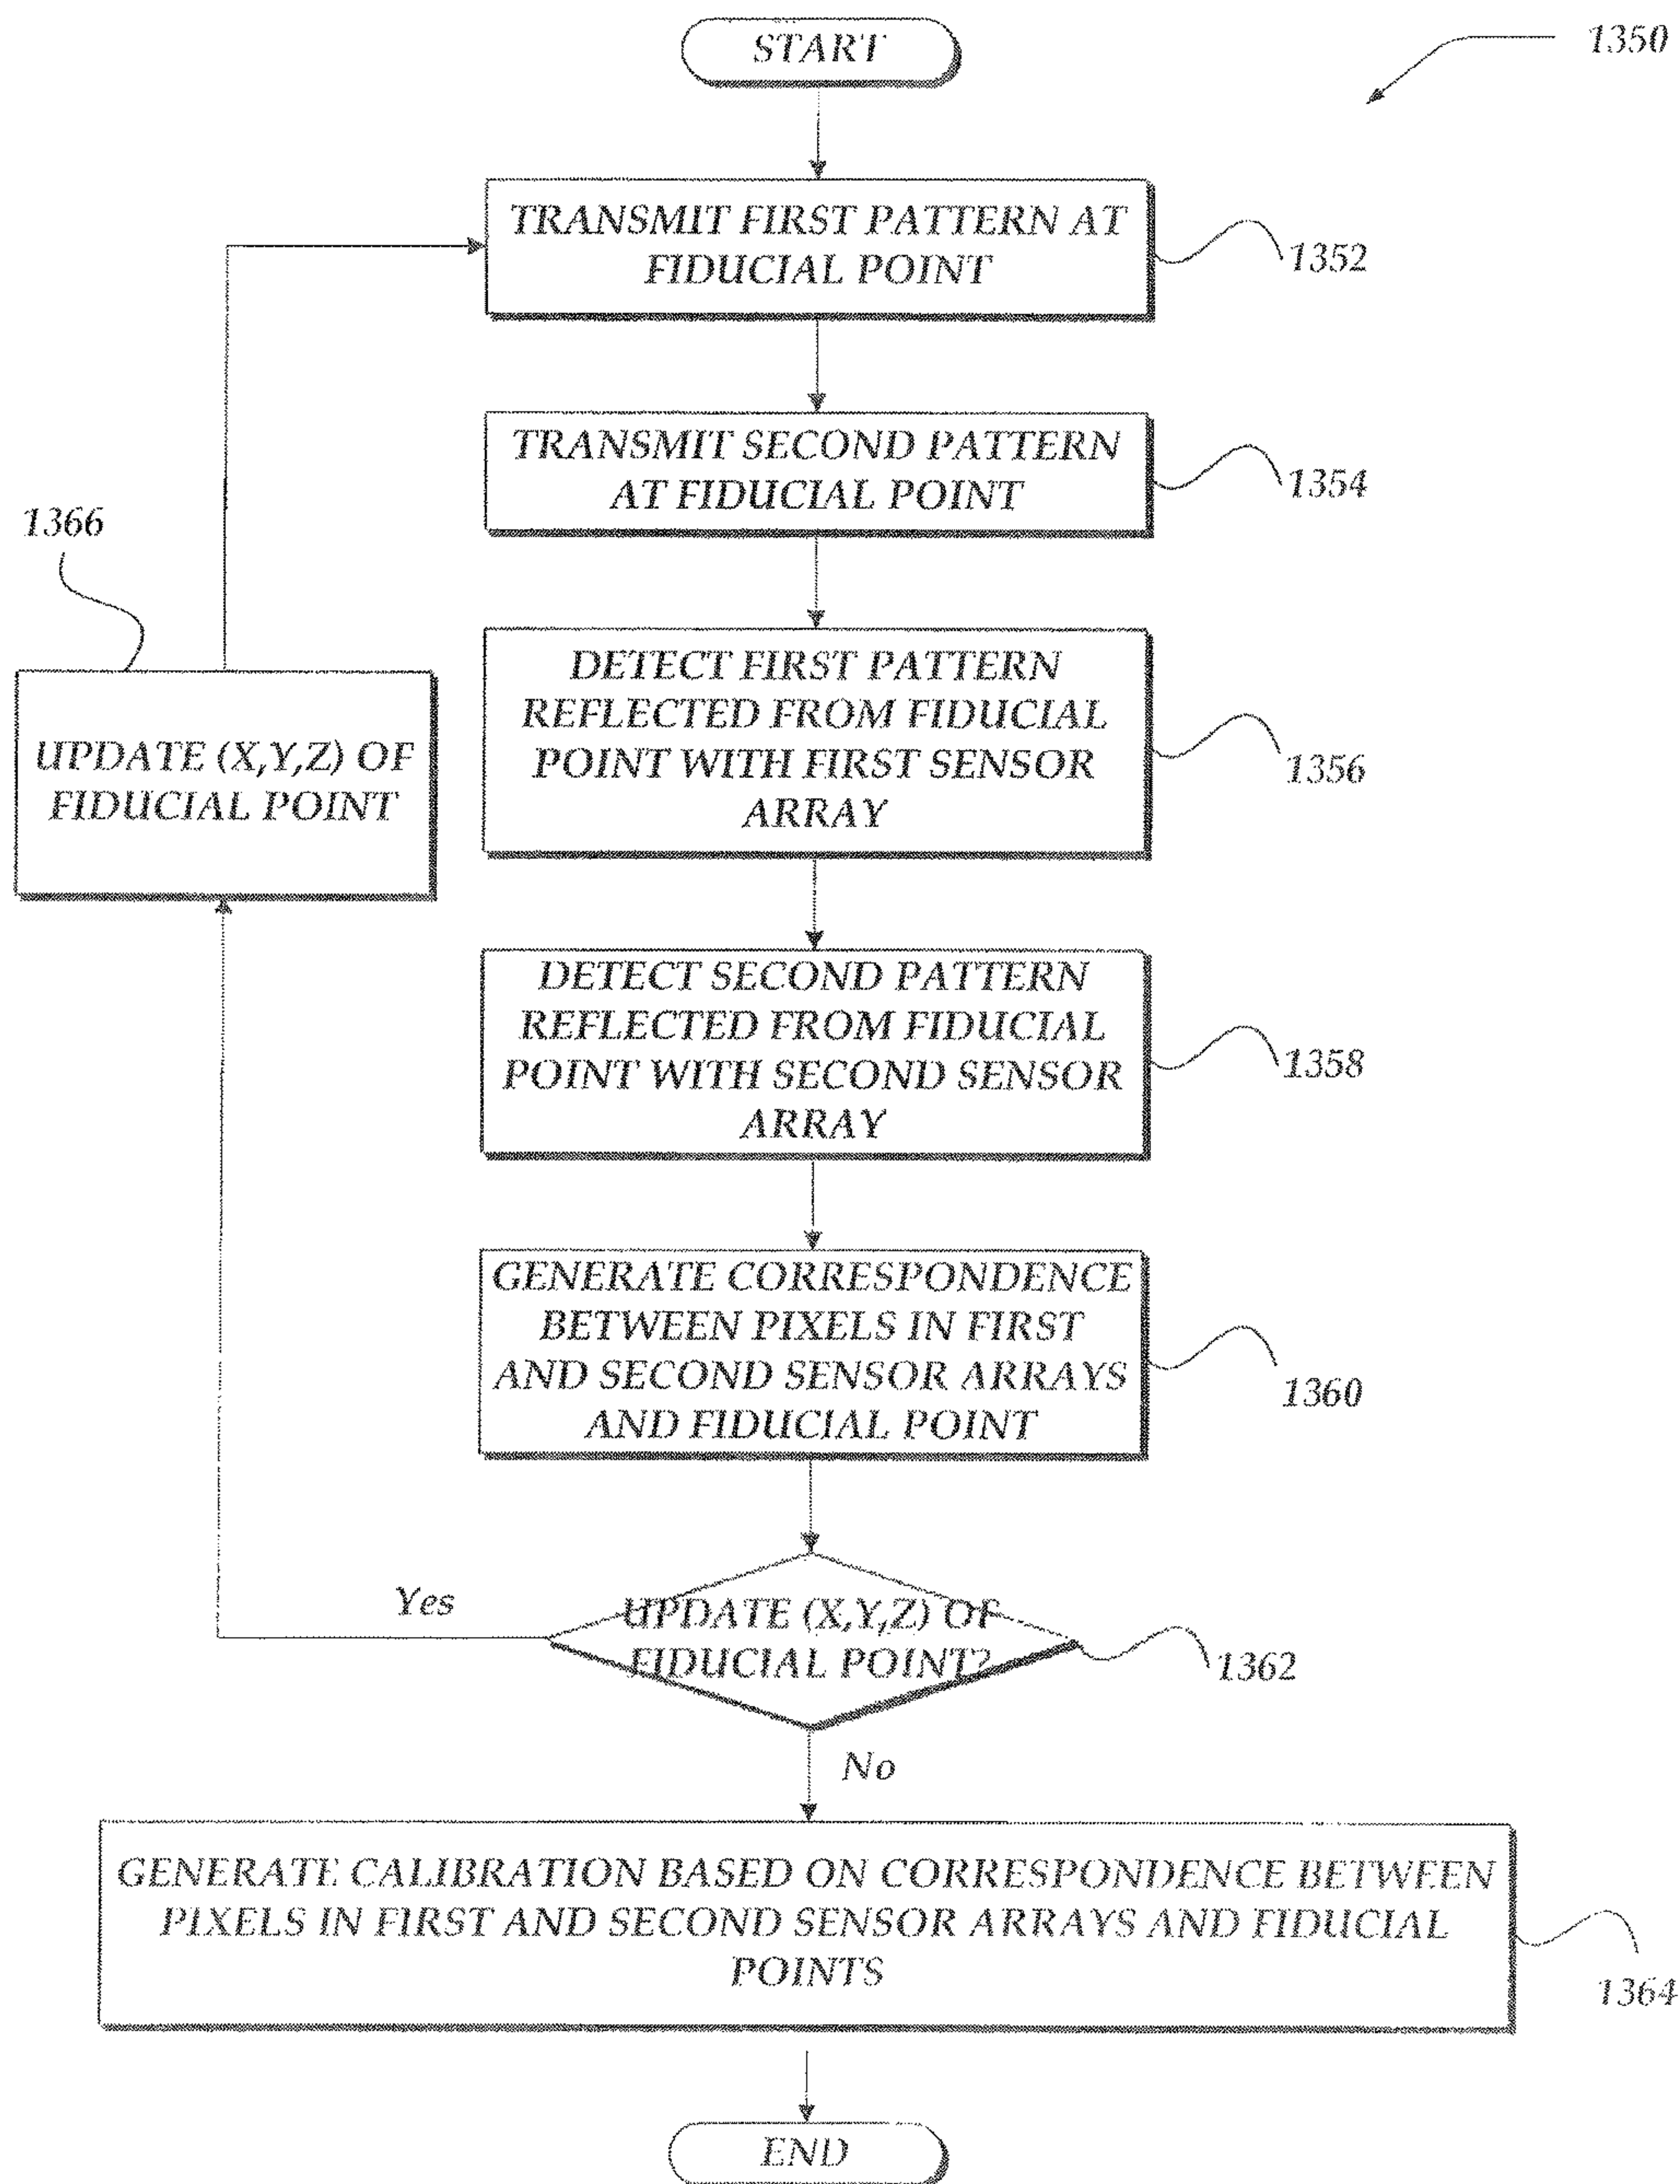 START
1350
TRANSMIT FIRST PATTERN AT
FIDUCIAL POINT
1352
TRANSMIT SECOND PATTERN
AT FIDUCIAL POINT
1354
1366
DETECT FIRST PATTERN
REFLECTED FROM FIDUCIAL
POINT WITH FIRST SENSOR
ARRAY
1356
UPDATE (X,Y,Z) OF
FIDUCIAL POINT
DETECT SECOND PATTERN
REFLECTED FROM FIDUCIAL
POINT WITH SECOND SENSOR
ARRAY
1358
GENERATE CORRESPONDENCE
BETWEEN PIXELS IN FIRST
AND SECOND SENSOR ARRAYS
AND FIDUCIAL POINT
1360
Yes
UPDATE (X,Y,Z) OF
FIDUCIAL POINT?
1362
No
GENERATE CALIBRATION BASED ON CORRESPONDENCE BETWEEN
PIXELS IN FIRST AND SECOND SENSOR ARRAYS AND FIDUCIAL
POINTS
1364
END